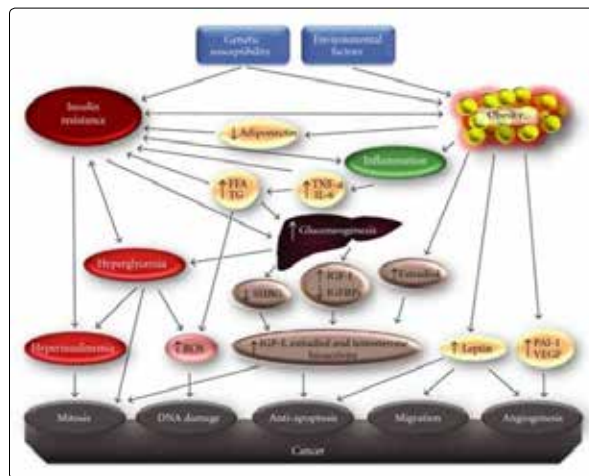 Genetic
susceptibility
Environmental
factors
Insulin
resistance
Obesity
↓ Adiponectin
Inflammation
↑ FFA
TG
↑ TNF-α
IL-6
↑ Gluconeogenesis
Hyperglycemia
↓ SHBG
↑ IGF-1
↓ IGFBP
↑ Estradiol
Hyperinsulinemia
↑ ROS
↑ IGF-1, estradiol and testosterone
bioactivity
↑ Leptin
↑ PAI-1
VEGF
Mitosis
DNA damage
Anti-apoptosis
Migration
Angiogenesis
Cancer